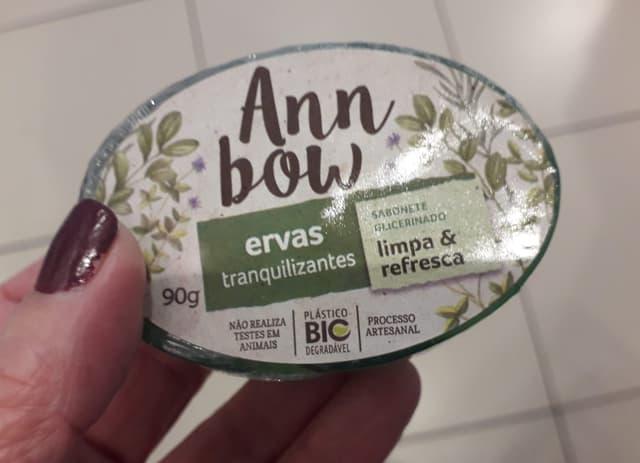 Ann
bow
ervas
tranquilizantes
SABONETE
GLICERINADO
limpa &
refresca
90g
NÃO REALIZA
TESTES EM
ANIMAIS
PLÁSTICO
BIO
DEGRADÁVEL
PROCESSO
ARTESANAL